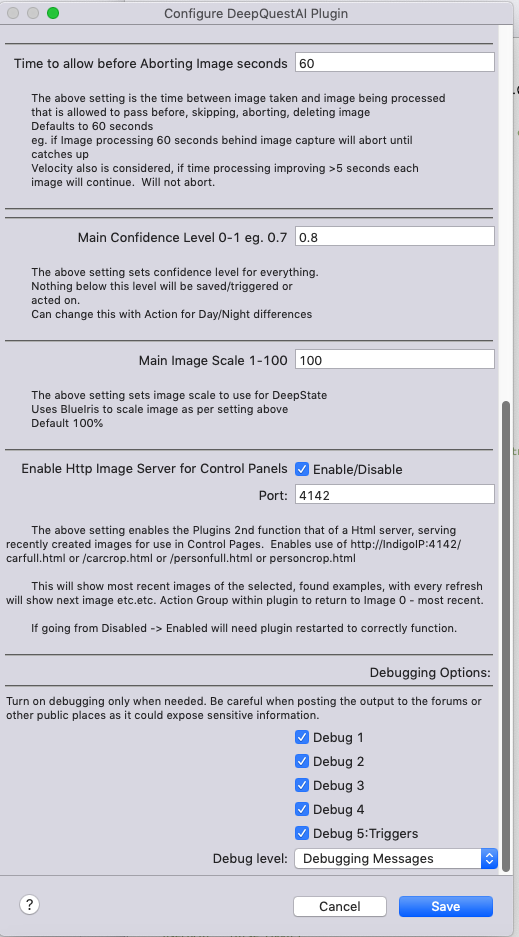 Configure DeepQuestAI Plugin
Time to allow before Aborting Image seconds 60
The above setting is the time between image taken and image being processed
that is allowed to pass before, skipping, aborting, deleting image
Defaults to 60 seconds
eg. if Image processing 60 seconds behind image capture will abort until
catches up
Velocity also is considered, if time processing improving >5 seconds each
image will continue.  Will not abort.
Main Confidence Level 0-1 eg. 0.7 0.8
The above setting sets confidence level for everything.
Nothing below this level will be saved/triggered or
acted on.
Can change this with Action for Day/Night differences
Main Image Scale 1-100 100
The above setting sets image scale to use for DeepState
Uses BlueIris to scale image as per setting above
Default 100%
Enable Http Image Server for Control Panels Enable/Disable
Port: 4142
The above setting enables the Plugins 2nd function that of a Html server, serving
recently created images for use in Control Pages.  Enables use of http://IndigoIP:4142/
carfull.html or /carcrop.html or /personfull.html or personcrop.html
This will show most recent images of the selected, found examples, with every refresh
will show next image etc.etc. Action Group within plugin to return to Image 0 - most recent.
If going from Disabled -> Enabled will need plugin restarted to correctly function.
Debugging Options:
Turn on debugging only when needed. Be careful when posting the output to the forums or
other public places as it could expose sensitive information.
Debug 1
Debug 2
Debug 3
Debug 4
Debug 5:Triggers
Debug level: Debugging Messages
? Cancel Save